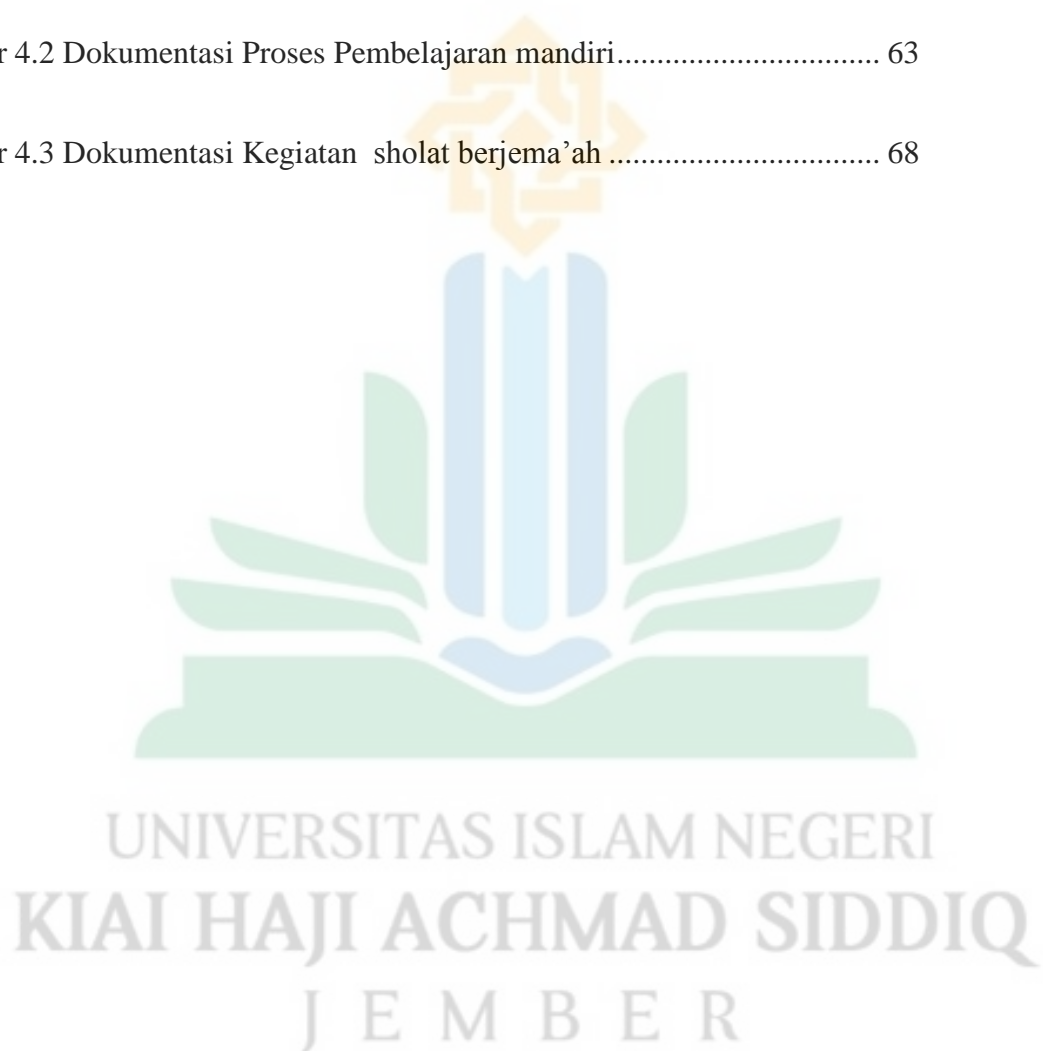 r 4.2 Dokumentasi Proses Pembelajaran mandiri................................. 63
r 4.3 Dokumentasi Kegiatan  sholat berjema’ah .................................. 68
UNIVERSITAS ISLAM NEGERI
KIAI HAJI ACHMAD SIDDIQ
JEMBER